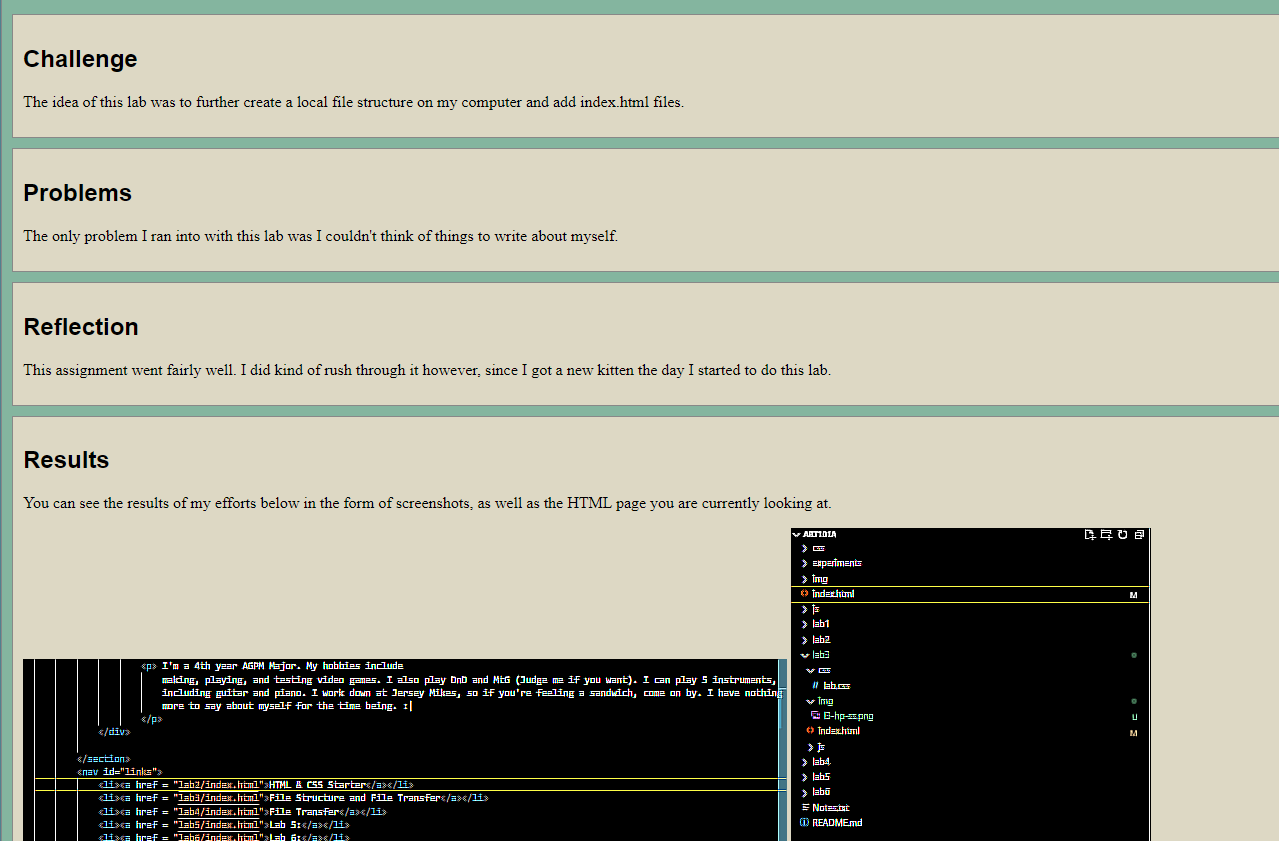 Challenge
The idea of this lab was to further create a local file structure on my computer and add index.html files.
Problems
The only problem I ran into with this lab was I couldn't think of things to write about myself.
Reflection
This assignment went fairly well. I did kind of rush through it however, since I got a new kitten the day I started to do this lab.
Results
You can see the results of my efforts below in the form of screenshots, as well as the HTML page you are currently looking at.
<p> I'm a 4th year AGPM Major. My hobbies include
making, playing, and testing video games. I also play DnD and MtG (Judge me if you want). I can play 5 instruments,
including guitar and piano. I work down at Jersey Mikes, so if you're feeling a sandwich, come on by. I have nothing
more to say about myself for the time being. :|
</p>
</div>
</section>
<nav id="links">
<li><a href = "lab2/index.html">HTML & CSS Starter</a></li>
<li><a href = "lab3/index.html">File Structure and File Transfer</a></li>
<li><a href = "lab4/index.html">File Transfer</a></li>
<li><a href = "lab5/index.html">Lab 5:</a></li>
<li><a href = "lab6/index.html">Lab 6:</a></li>
ART101A
css
experiments
img
index.html M
js
lab1
lab2
lab3
css
# lab.css
img
l3-hp-ss.png U
index.html M
js
lab4
lab5
lab6
Notes.txt
README.md